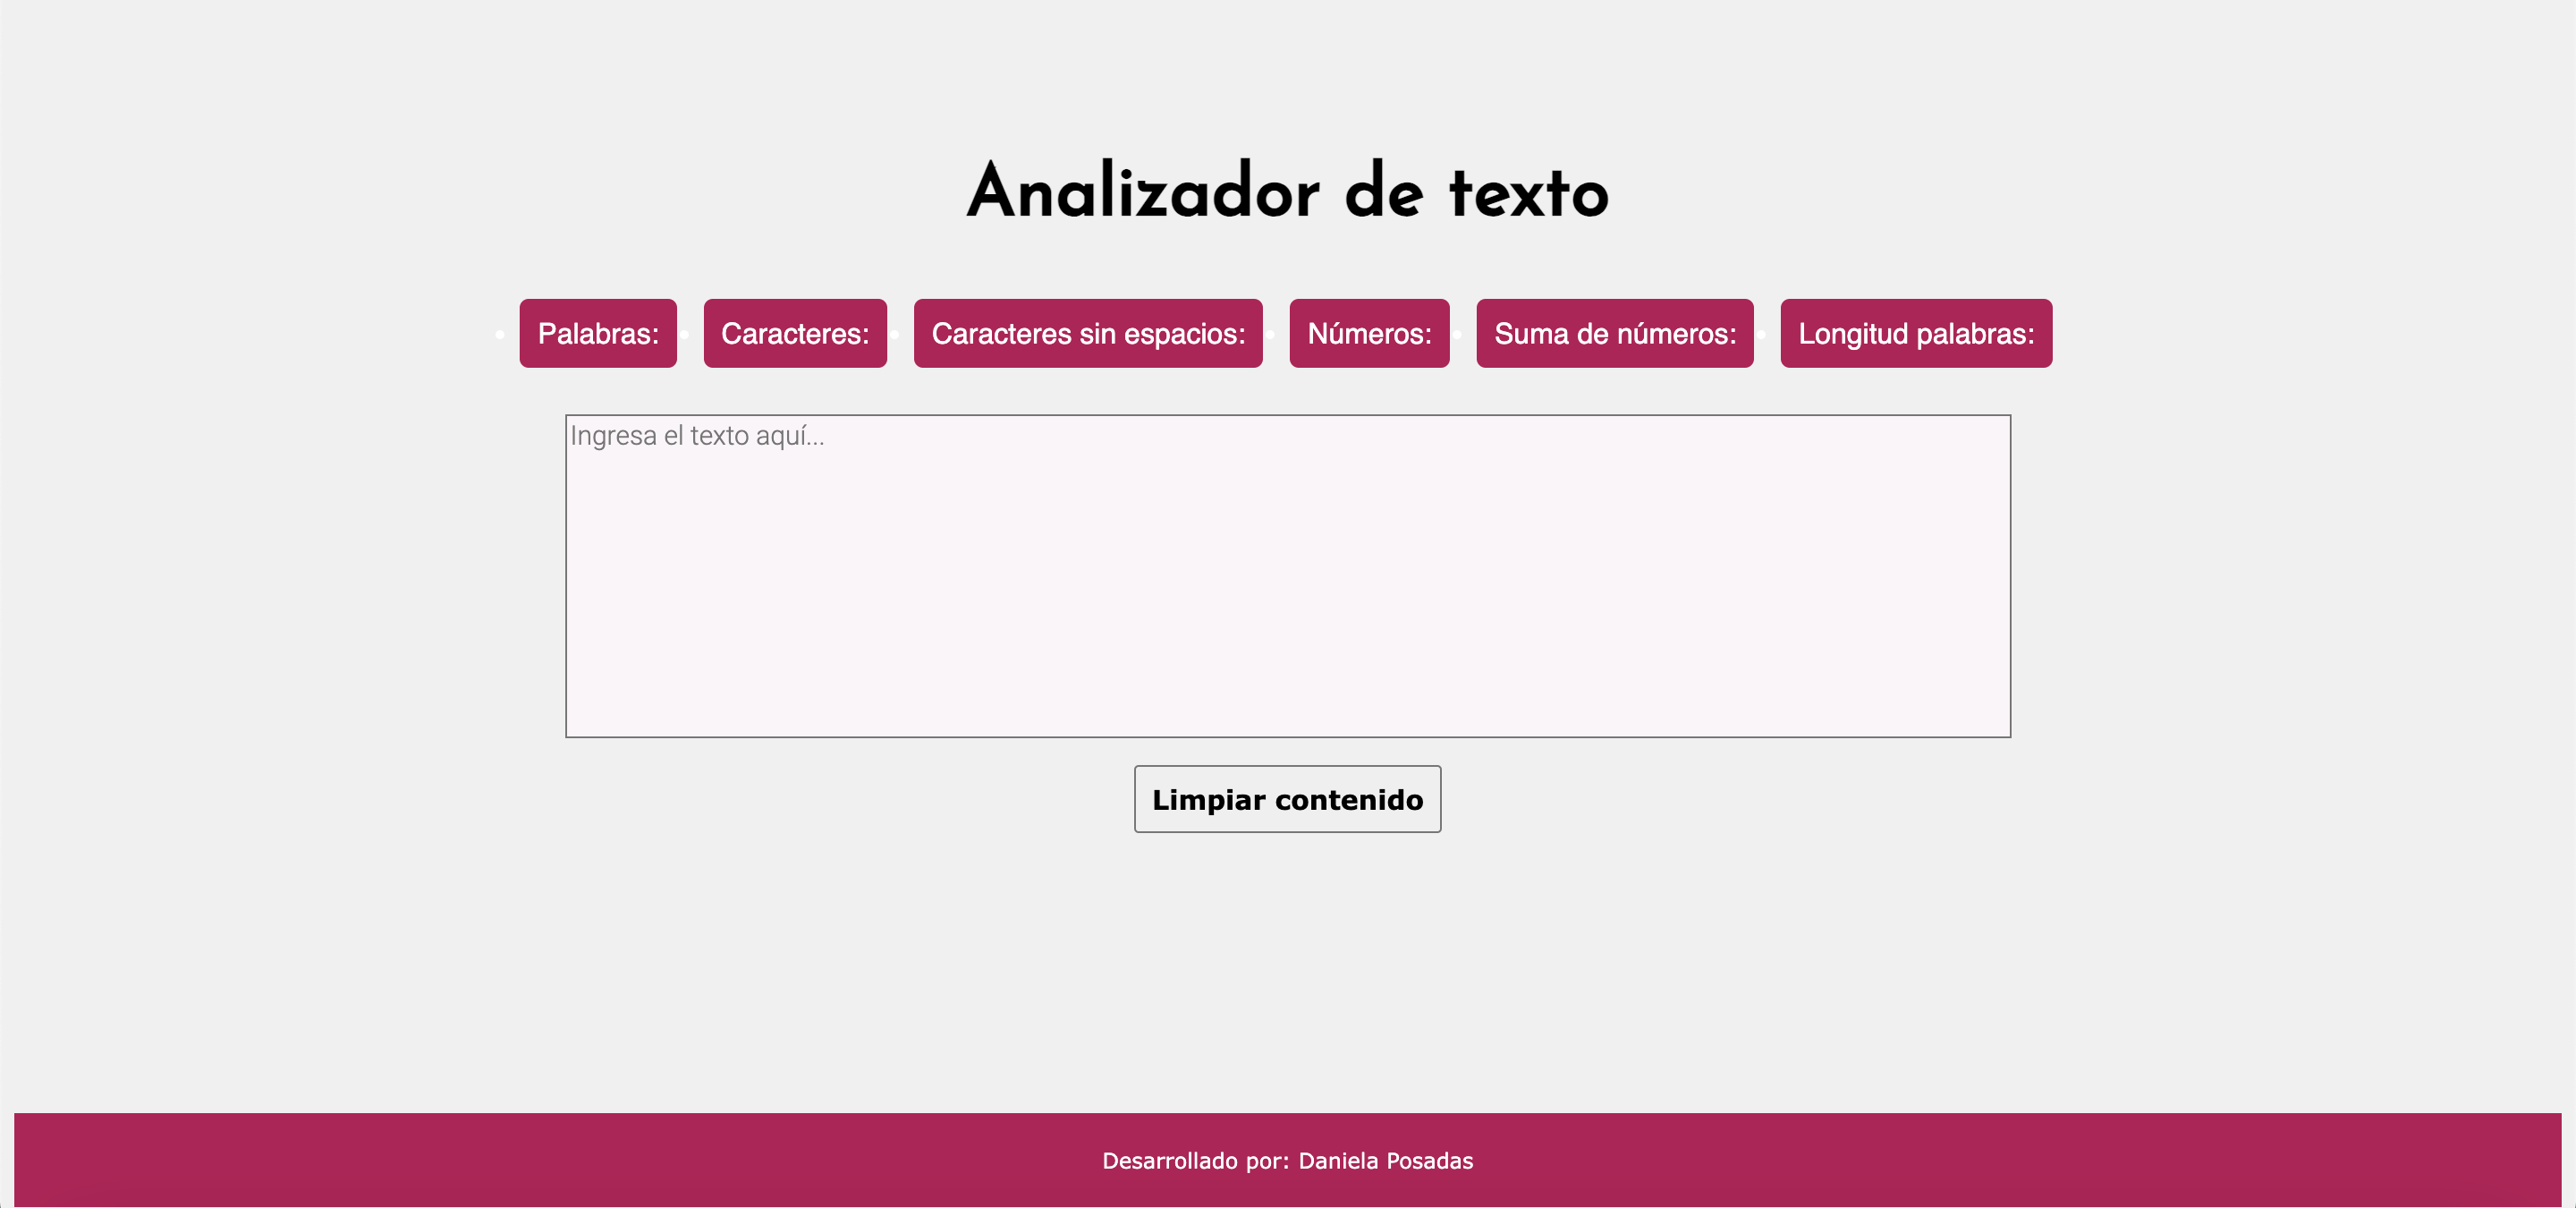 Analizador de texto
Palabras: Caracteres: Caracteres sin espacios: Números: Suma de números: Longitud palabras:
Ingresa el texto aquí...
Limpiar contenido
Desarrollado por: Daniela Posadas